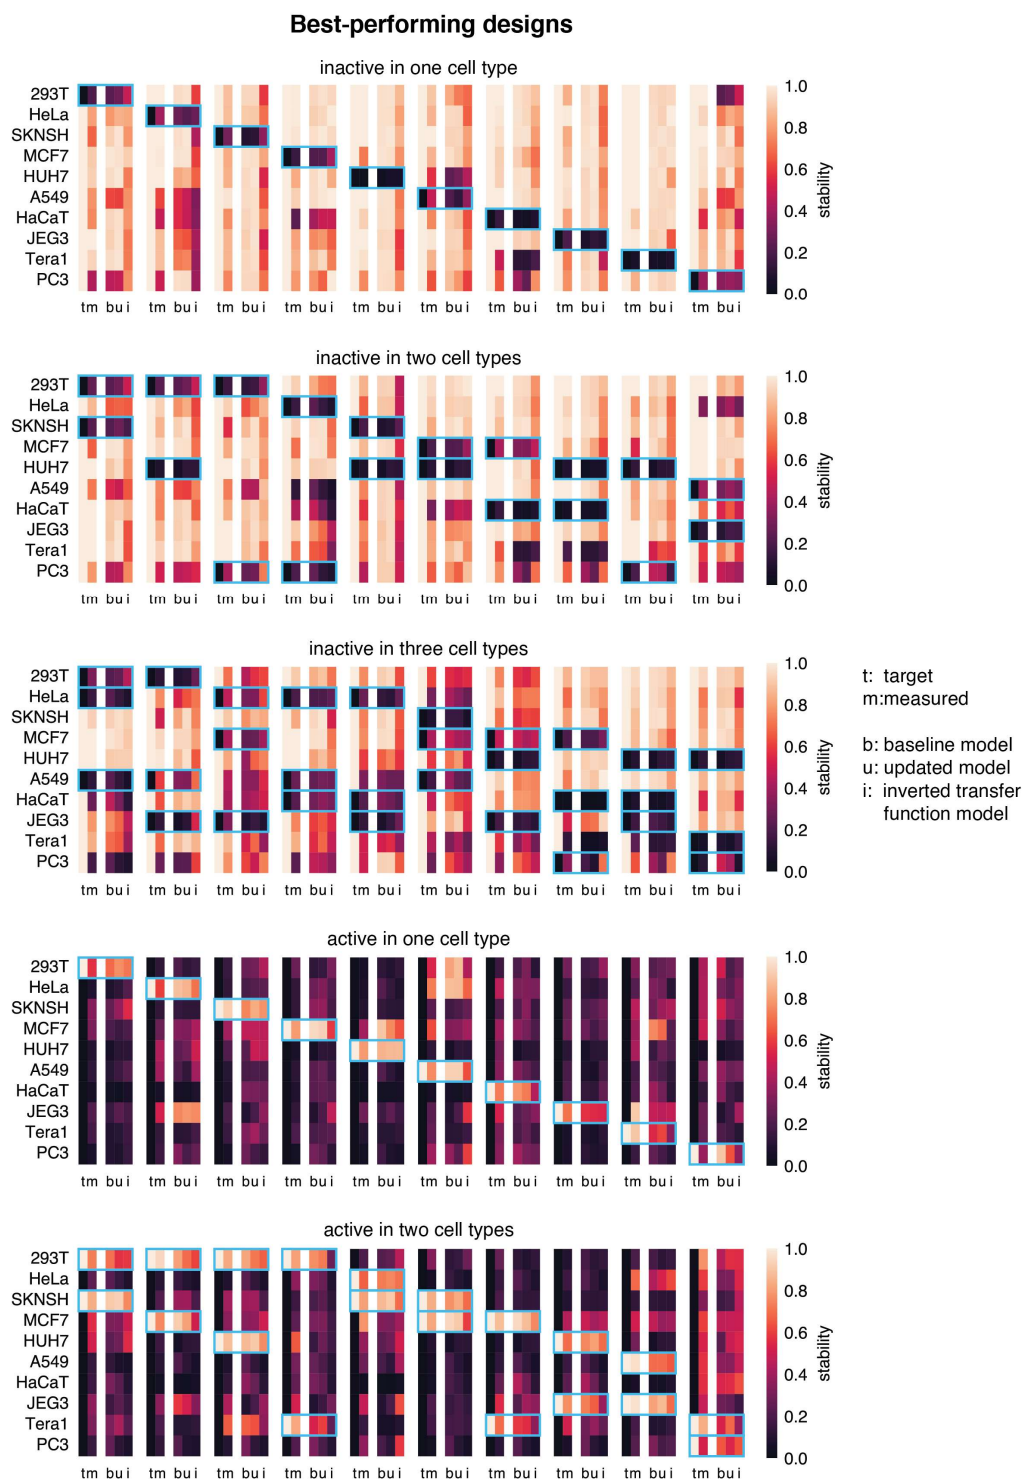 Best-performing designs
inactive in one cell type
293T
HeLa
SKNSH
MCF7
HUH7
A549
HaCaT
JEG3
Tera1
PC3
tm bui tm bui tm bui tm bui tm bui tm bui tm bui tm bui tm bui tm bui
1.0
0.8
0.6
0.4
0.2
0.0
stability
inactive in two cell types
293T
HeLa
SKNSH
MCF7
HUH7
A549
HaCaT
JEG3
Tera1
PC3
tm bui tm bui tm bui tm bui tm bui tm bui tm bui tm bui tm bui tm bui
1.0
0.8
0.6
0.4
0.2
0.0
stability
inactive in three cell types
293T
HeLa
SKNSH
MCF7
HUH7
A549
HaCaT
JEG3
Tera1
PC3
tm bui tm bui tm bui tm bui tm bui tm bui tm bui tm bui tm bui tm bui
1.0
0.8
0.6
0.4
0.2
0.0
stability
t: target
m:measured
b: baseline model
u: updated model
i: inverted transfer
function model
active in one cell type
293T
HeLa
SKNSH
MCF7
HUH7
A549
HaCaT
JEG3
Tera1
PC3
tm bui tm bui tm bui tm bui tm bui tm bui tm bui tm bui tm bui tm bui
1.0
0.8
0.6
0.4
0.2
0.0
stability
active in two cell types
293T
HeLa
SKNSH
MCF7
HUH7
A549
HaCaT
JEG3
Tera1
PC3
tm bui tm bui tm bui tm bui tm bui tm bui tm bui tm bui tm bui tm bui
1.0
0.8
0.6
0.4
0.2
0.0
stability